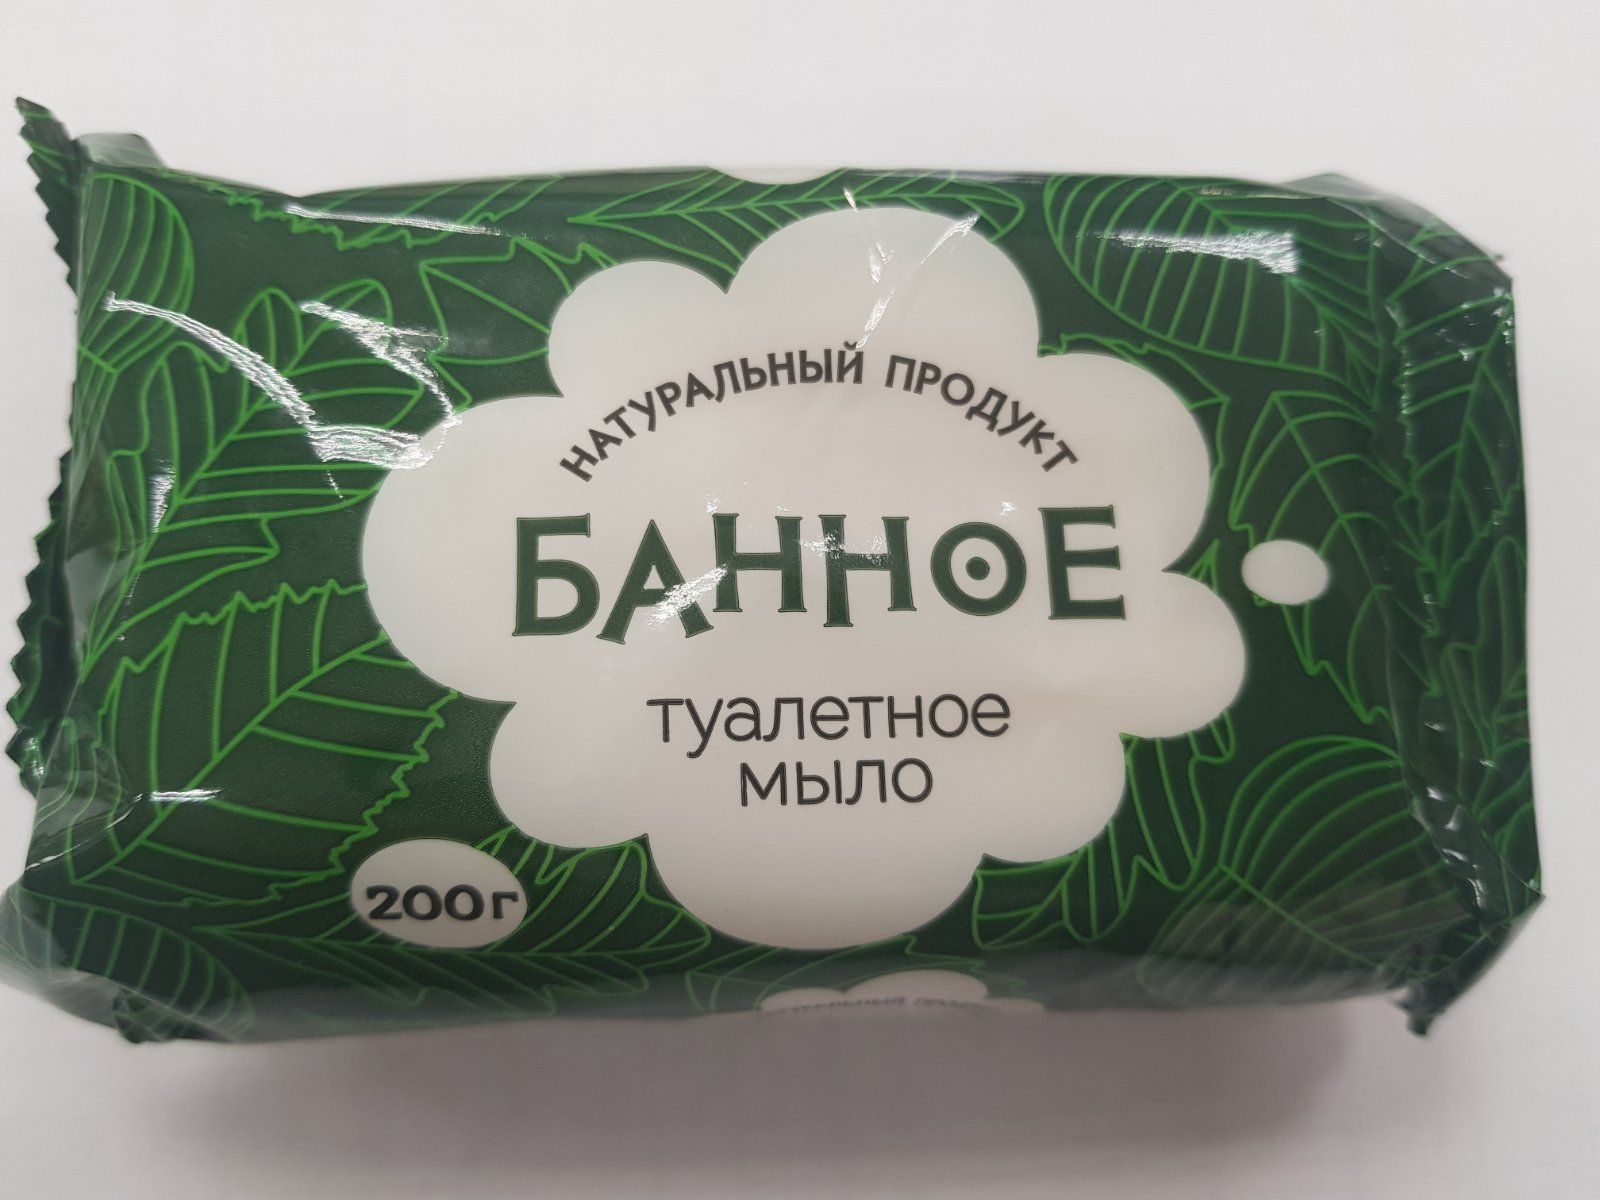 НАТУРАЛЬНЫЙ ПРОДУКТ
БАННОЕ
туалетное
мыло
200г